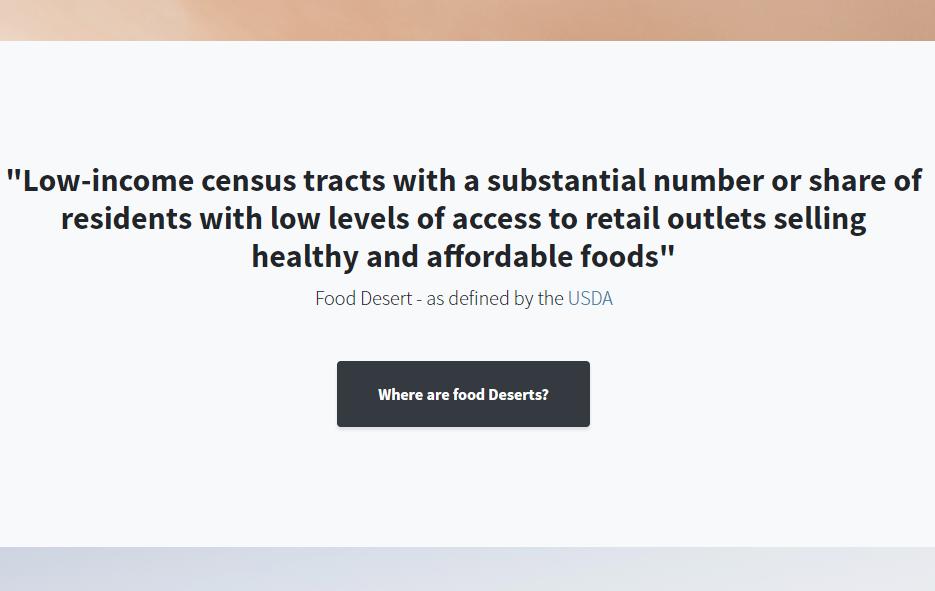 "Low-income census tracts with a substantial number or share of
residents with low levels of access to retail outlets selling
healthy and affordable foods"
Food Desert - as defined by the USDA
Where are food Deserts?